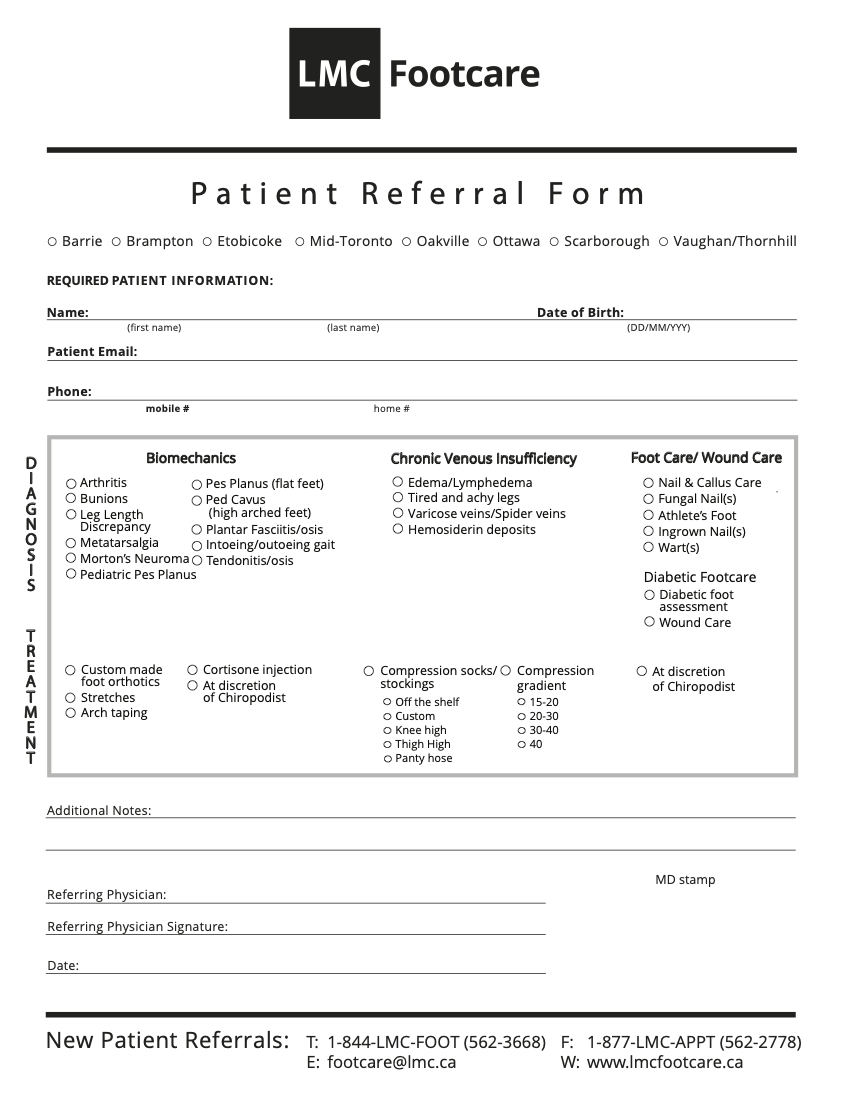 LMC Footcare
Patient Referral Form
Barrie Brampton Etobicoke Mid-Toronto Oakville Ottawa Scarborough Vaughan/Thornhill
REQUIRED PATIENT INFORMATION:
Name: Date of Birth:
(first name) (last name) (DD/MM/YYY)
Patient Email:
Phone:
mobile # home #
DIAGNOSIS
Biomechanics
Arthritis
Bunions
Leg Length
Discrepancy
Metatarsalgia
Morton's Neuroma
Pediatric Pes Planus
Pes Planus (flat feet)
Ped Cavus
(high arched feet)
Plantar Fasciitis/osis
Intoeing/outoeing gait
Tendonitis/osis
Chronic Venous Insufficiency
Edema/Lymphedema
Tired and achy legs
Varicose veins/Spider veins
Hemosiderin deposits
Foot Care/ Wound Care
Nail & Callus Care
Fungal Nail(s)
Athlete's Foot
Ingrown Nail(s)
Wart(s)
Diabetic Footcare
Diabetic foot
assessment
Wound Care
TREATMENT
Custom made
foot orthotics
Stretches
Arch taping
Cortisone injection
At discretion
of Chiropodist
Compression socks/
stockings
Off the shelf
Custom
Knee high
Thigh High
Panty hose
Compression
gradient
15-20
20-30
30-40
40
At discretion
of Chiropodist
Additional Notes:
MD stamp
Referring Physician:
Referring Physician Signature:
Date:
New Patient Referrals: T: 1-844-LMC-FOOT (562-3668) F: 1-877-LMC-APPT (562-2778)
E: footcare@lmc.ca W: www.lmcfootcare.ca